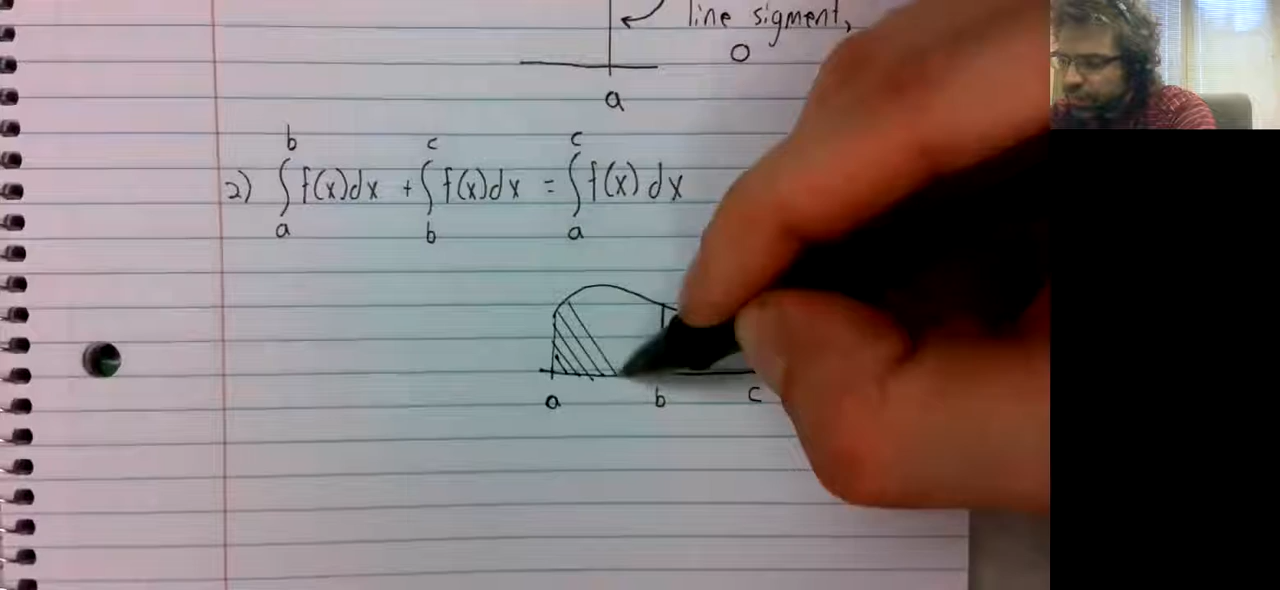 line sigment,
0
a
2) ∫_a^b f(x)dx + ∫_b^c f(x)dx = ∫_a^c f(x) dx
a b c